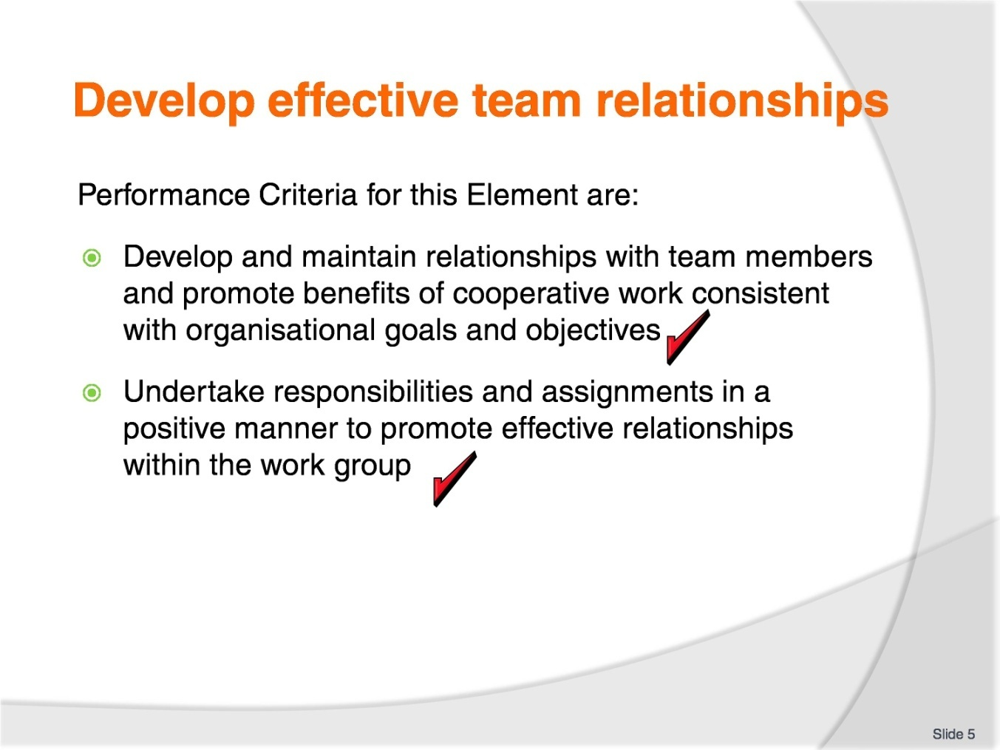 Develop effective team relationships
Performance Criteria for this Element are:
Develop and maintain relationships with team members
and promote benefits of cooperative work consistent
with organisational goals and objectives
Undertake responsibilities and assignments in a
positive manner to promote effective relationships
within the work group
Slide 5